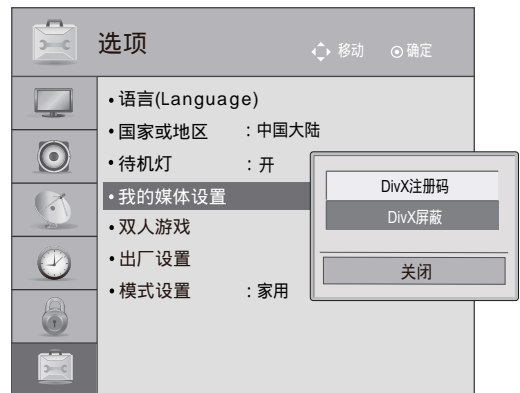 选项
移动 确定
• 语言(Language)
• 国家或地区 : 中国大陆
• 待机灯 : 开
• 我的媒体设置
• 双人游戏
• 出厂设置
• 模式设置 : 家用
DivX注册码
DivX屏蔽
关闭